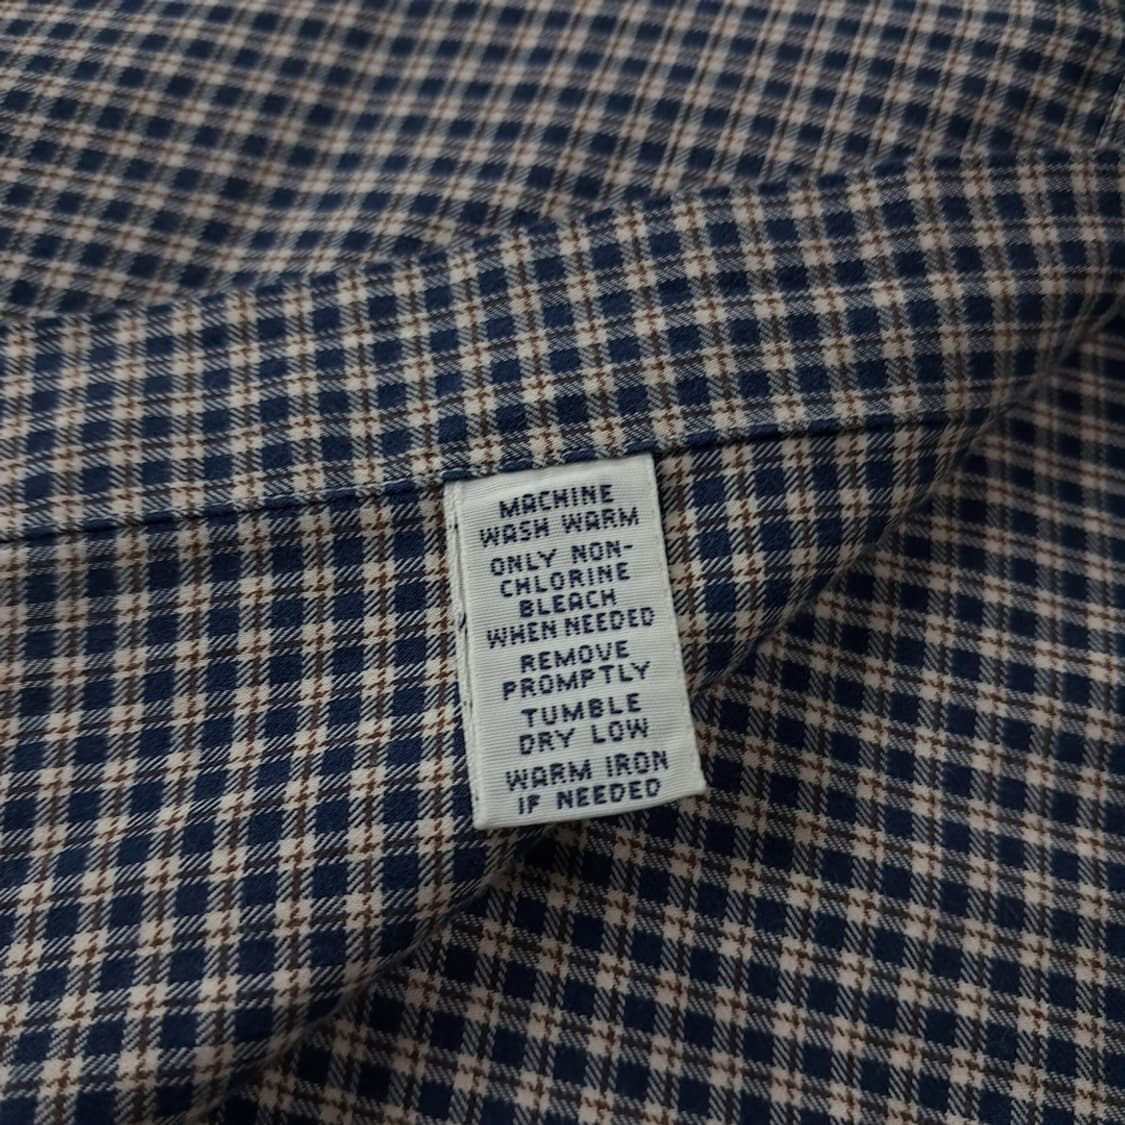 MACHINE
WASH WARM
ONLY NON-
CHLORINE
BLEACH
WHEN NEEDED
REMOVE
PROMPTLY
TUMBLE
DRY LOW
WARM IRON
IF NEEDED